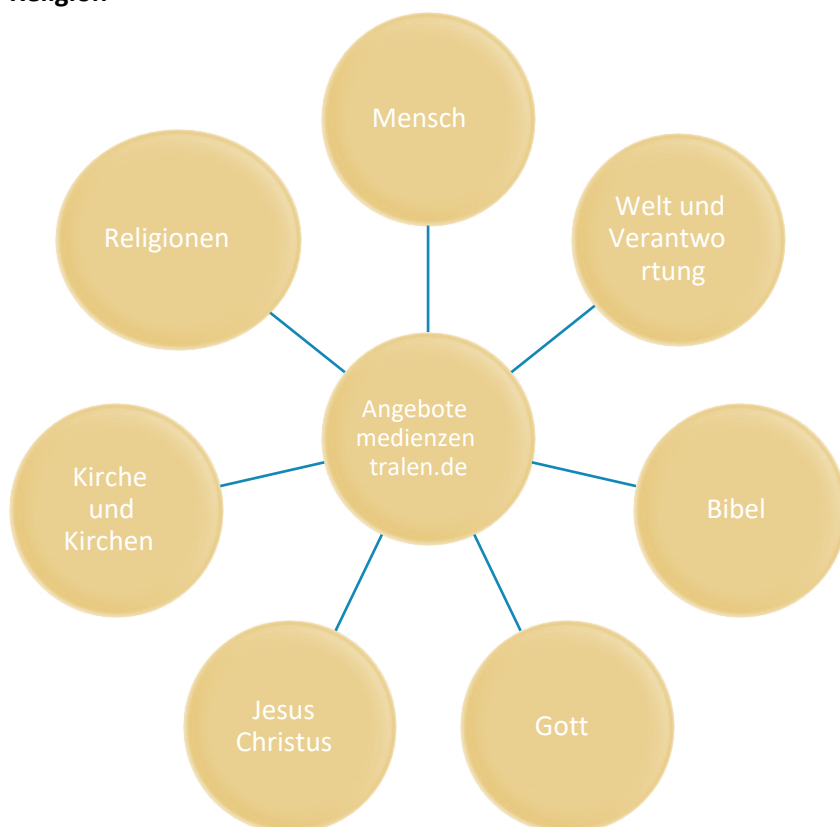 Religion
Mensch
Welt und
Verantwo
rtung
Religionen
Angebote
medienzen
tralen.de
Kirche
und
Kirchen
Bibel
Jesus
Christus
Gott